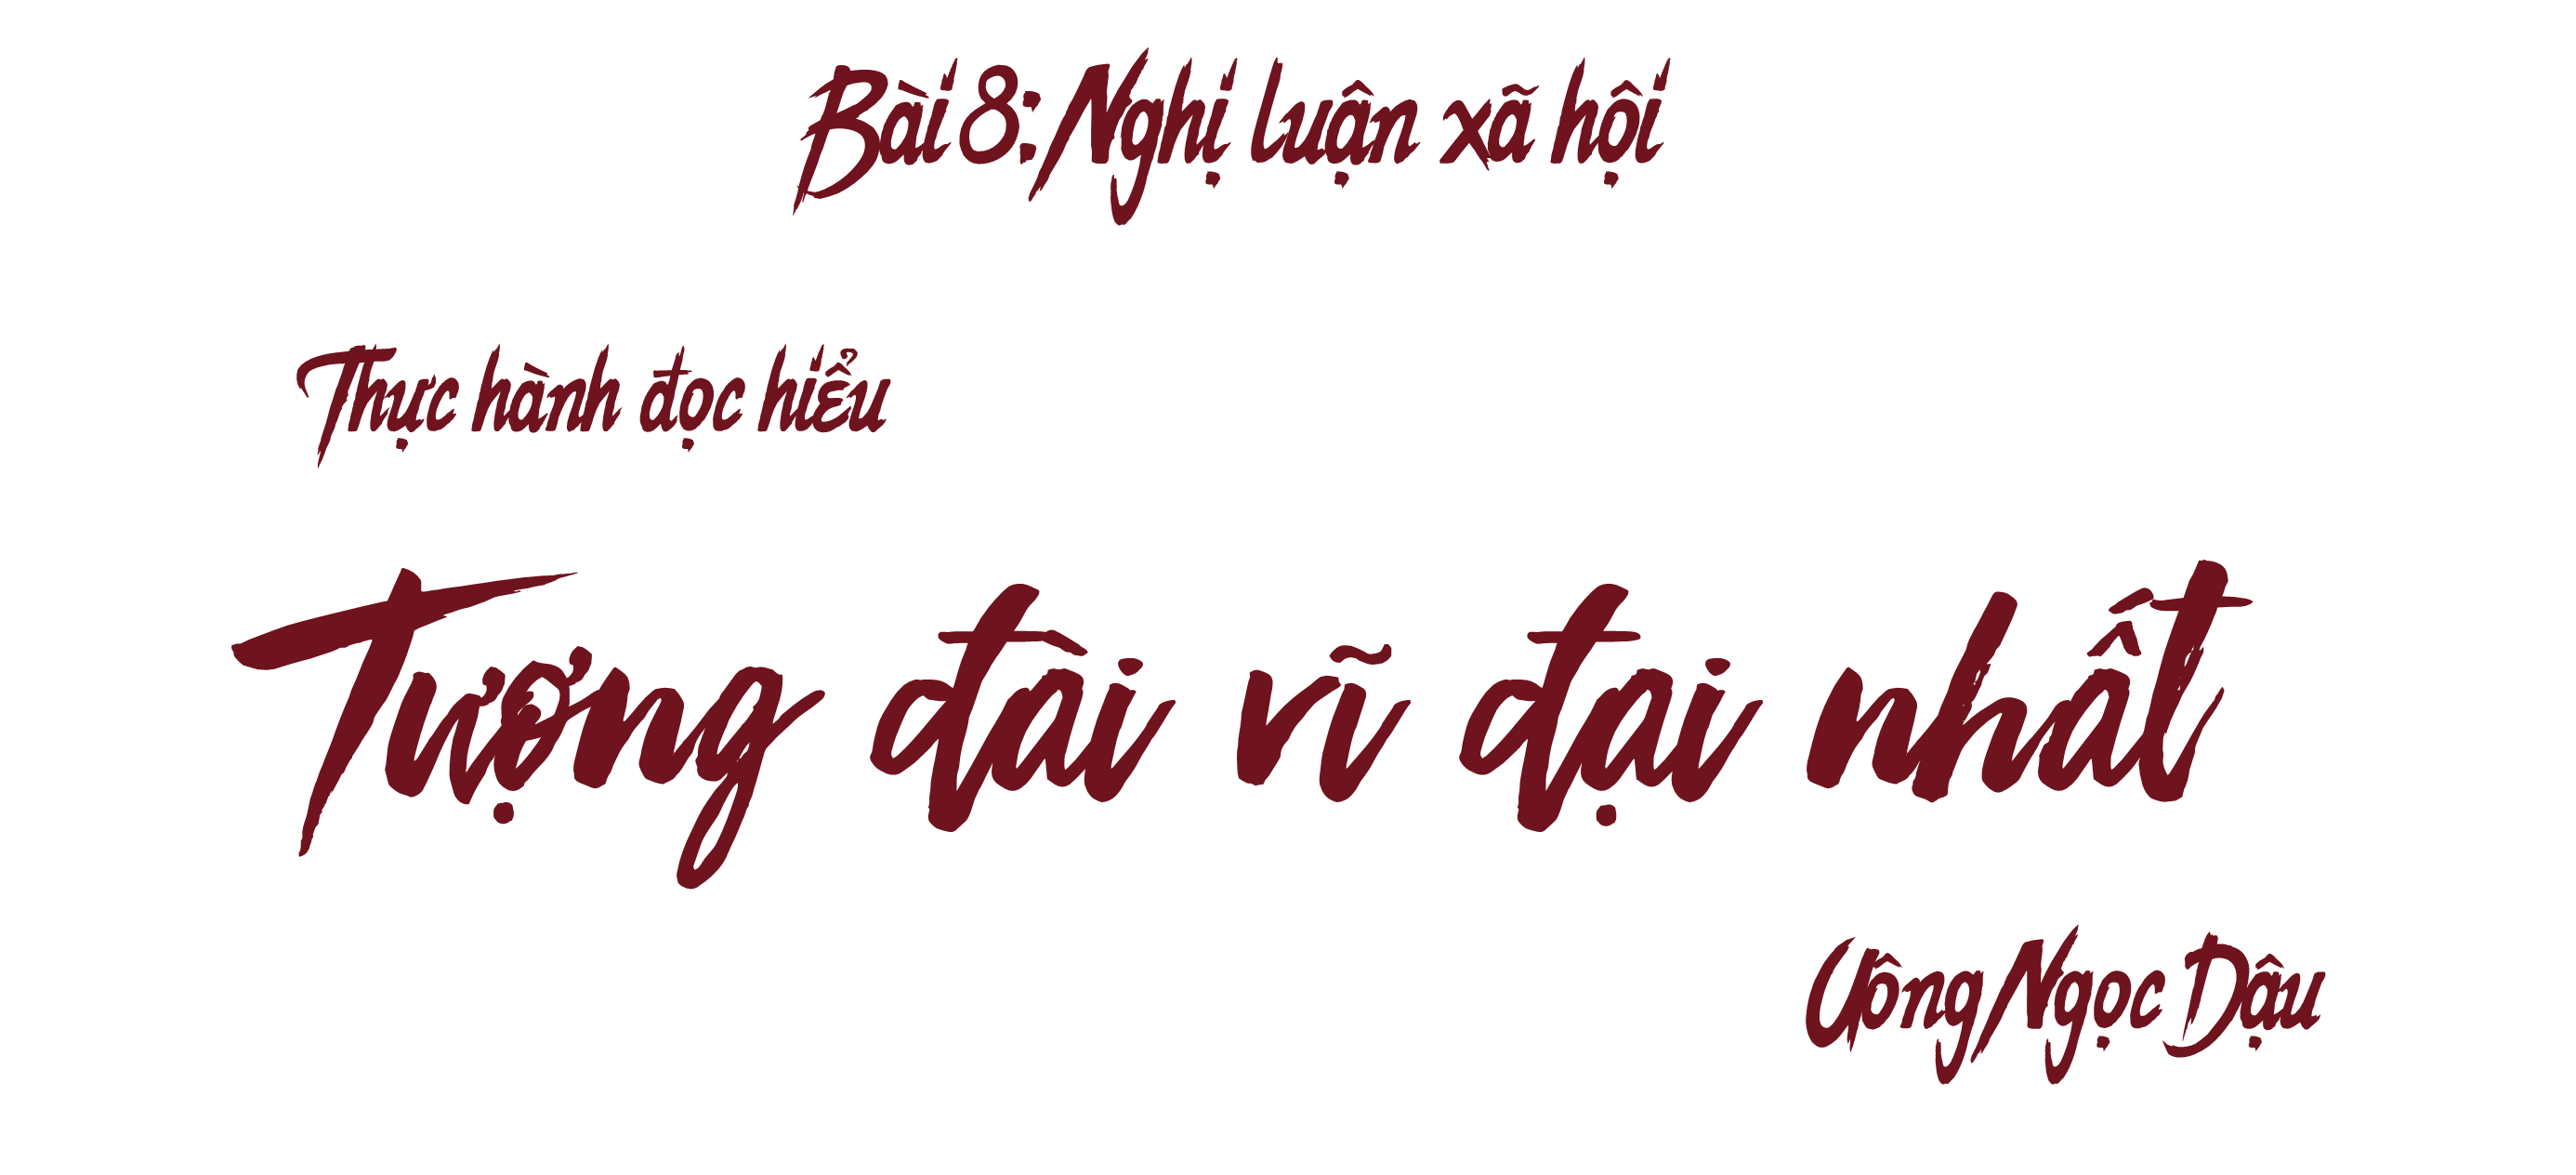 Bài 8: Nghị luận xã hội
Thực hành đọc hiểu
Tượng đài vĩ đại nhất
Uông Ngọc Dậu